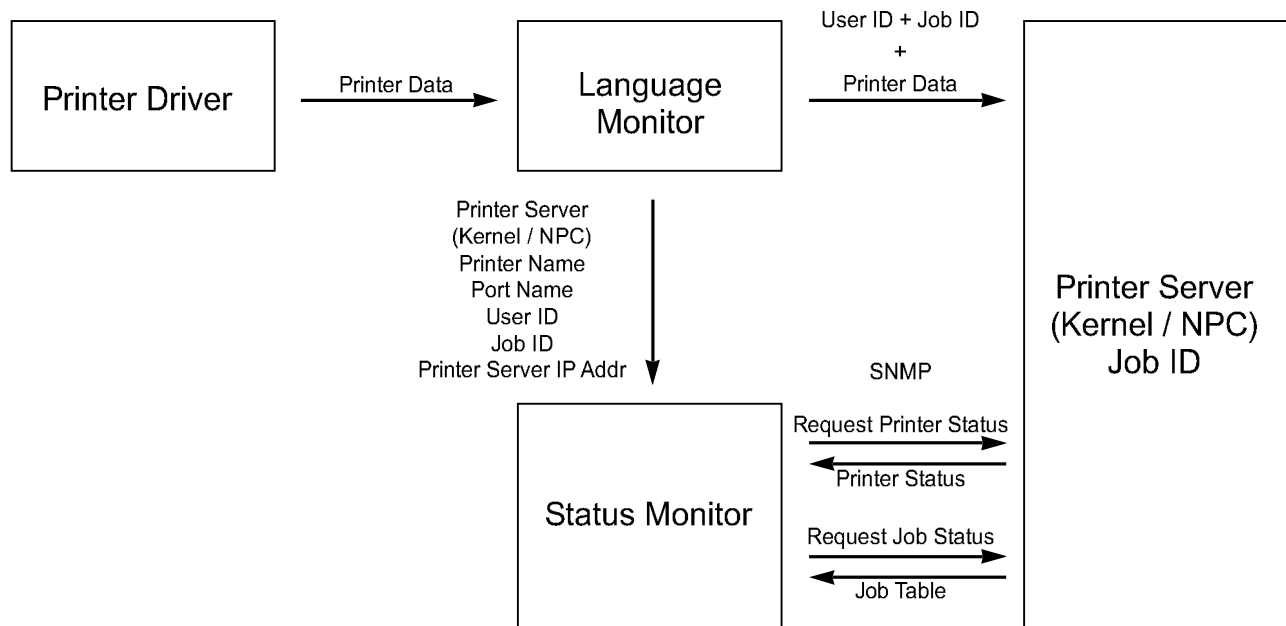 User ID + Job ID
+
Printer Data
Printer Driver
Printer Data
Language
Monitor
Printer Server
(Kernel / NPC)
Printer Name
Port Name
User ID
Job ID
Printer Server IP Addr
Printer Server
(Kernel / NPC)
Job ID
SNMP
Request Printer Status
Printer Status
Status Monitor
Request Job Status
Job Table